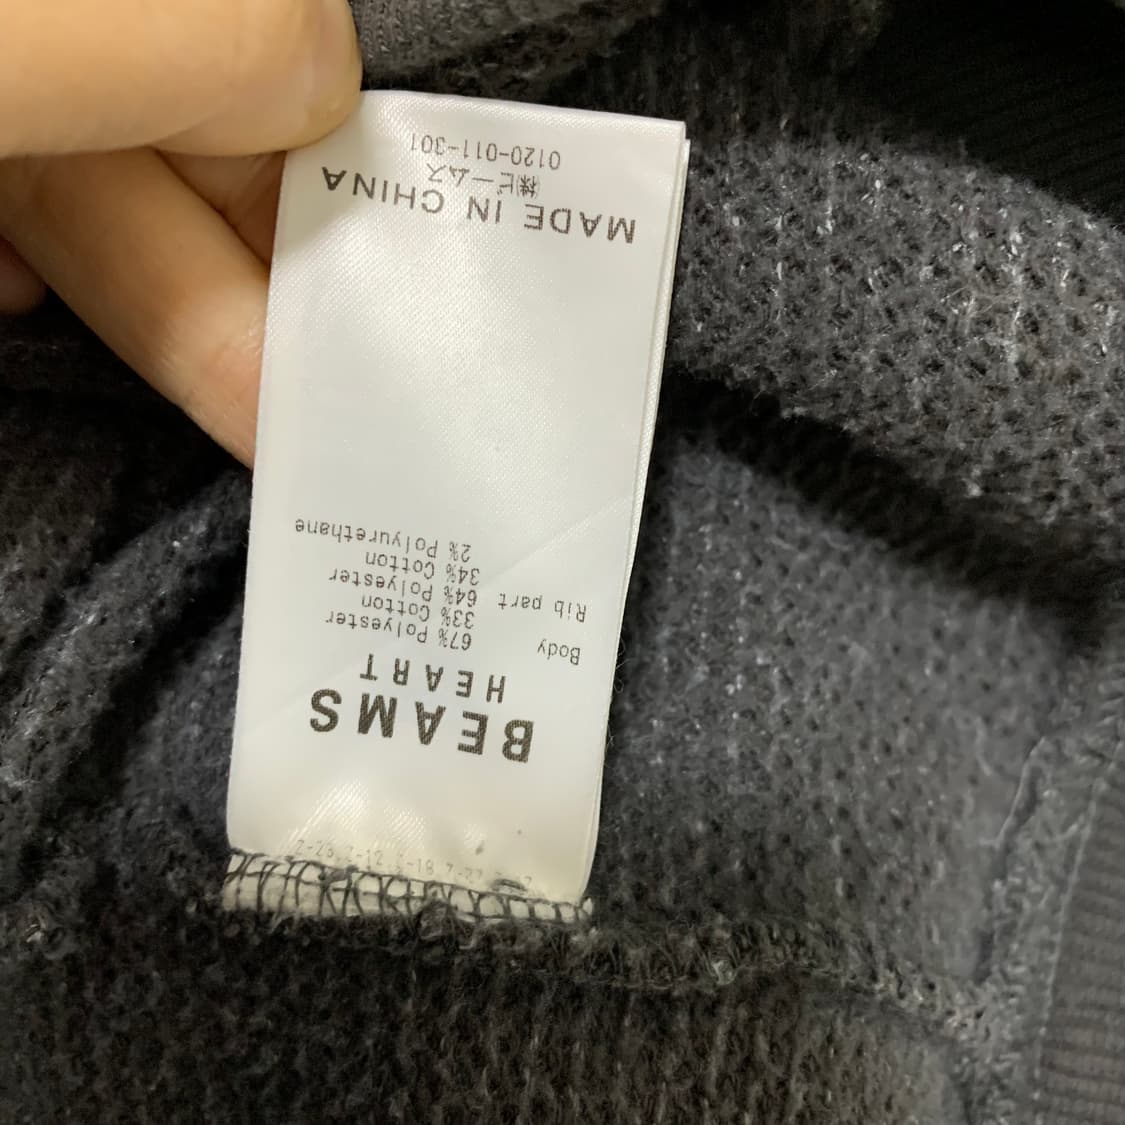 BEAMS
HEART
Body 67% Polyester
33% Cotton
Rib part 64% Polyester
34% Cotton
2% Polyurethane
MADE IN CHINA
㈱ビームス
0120-011-301